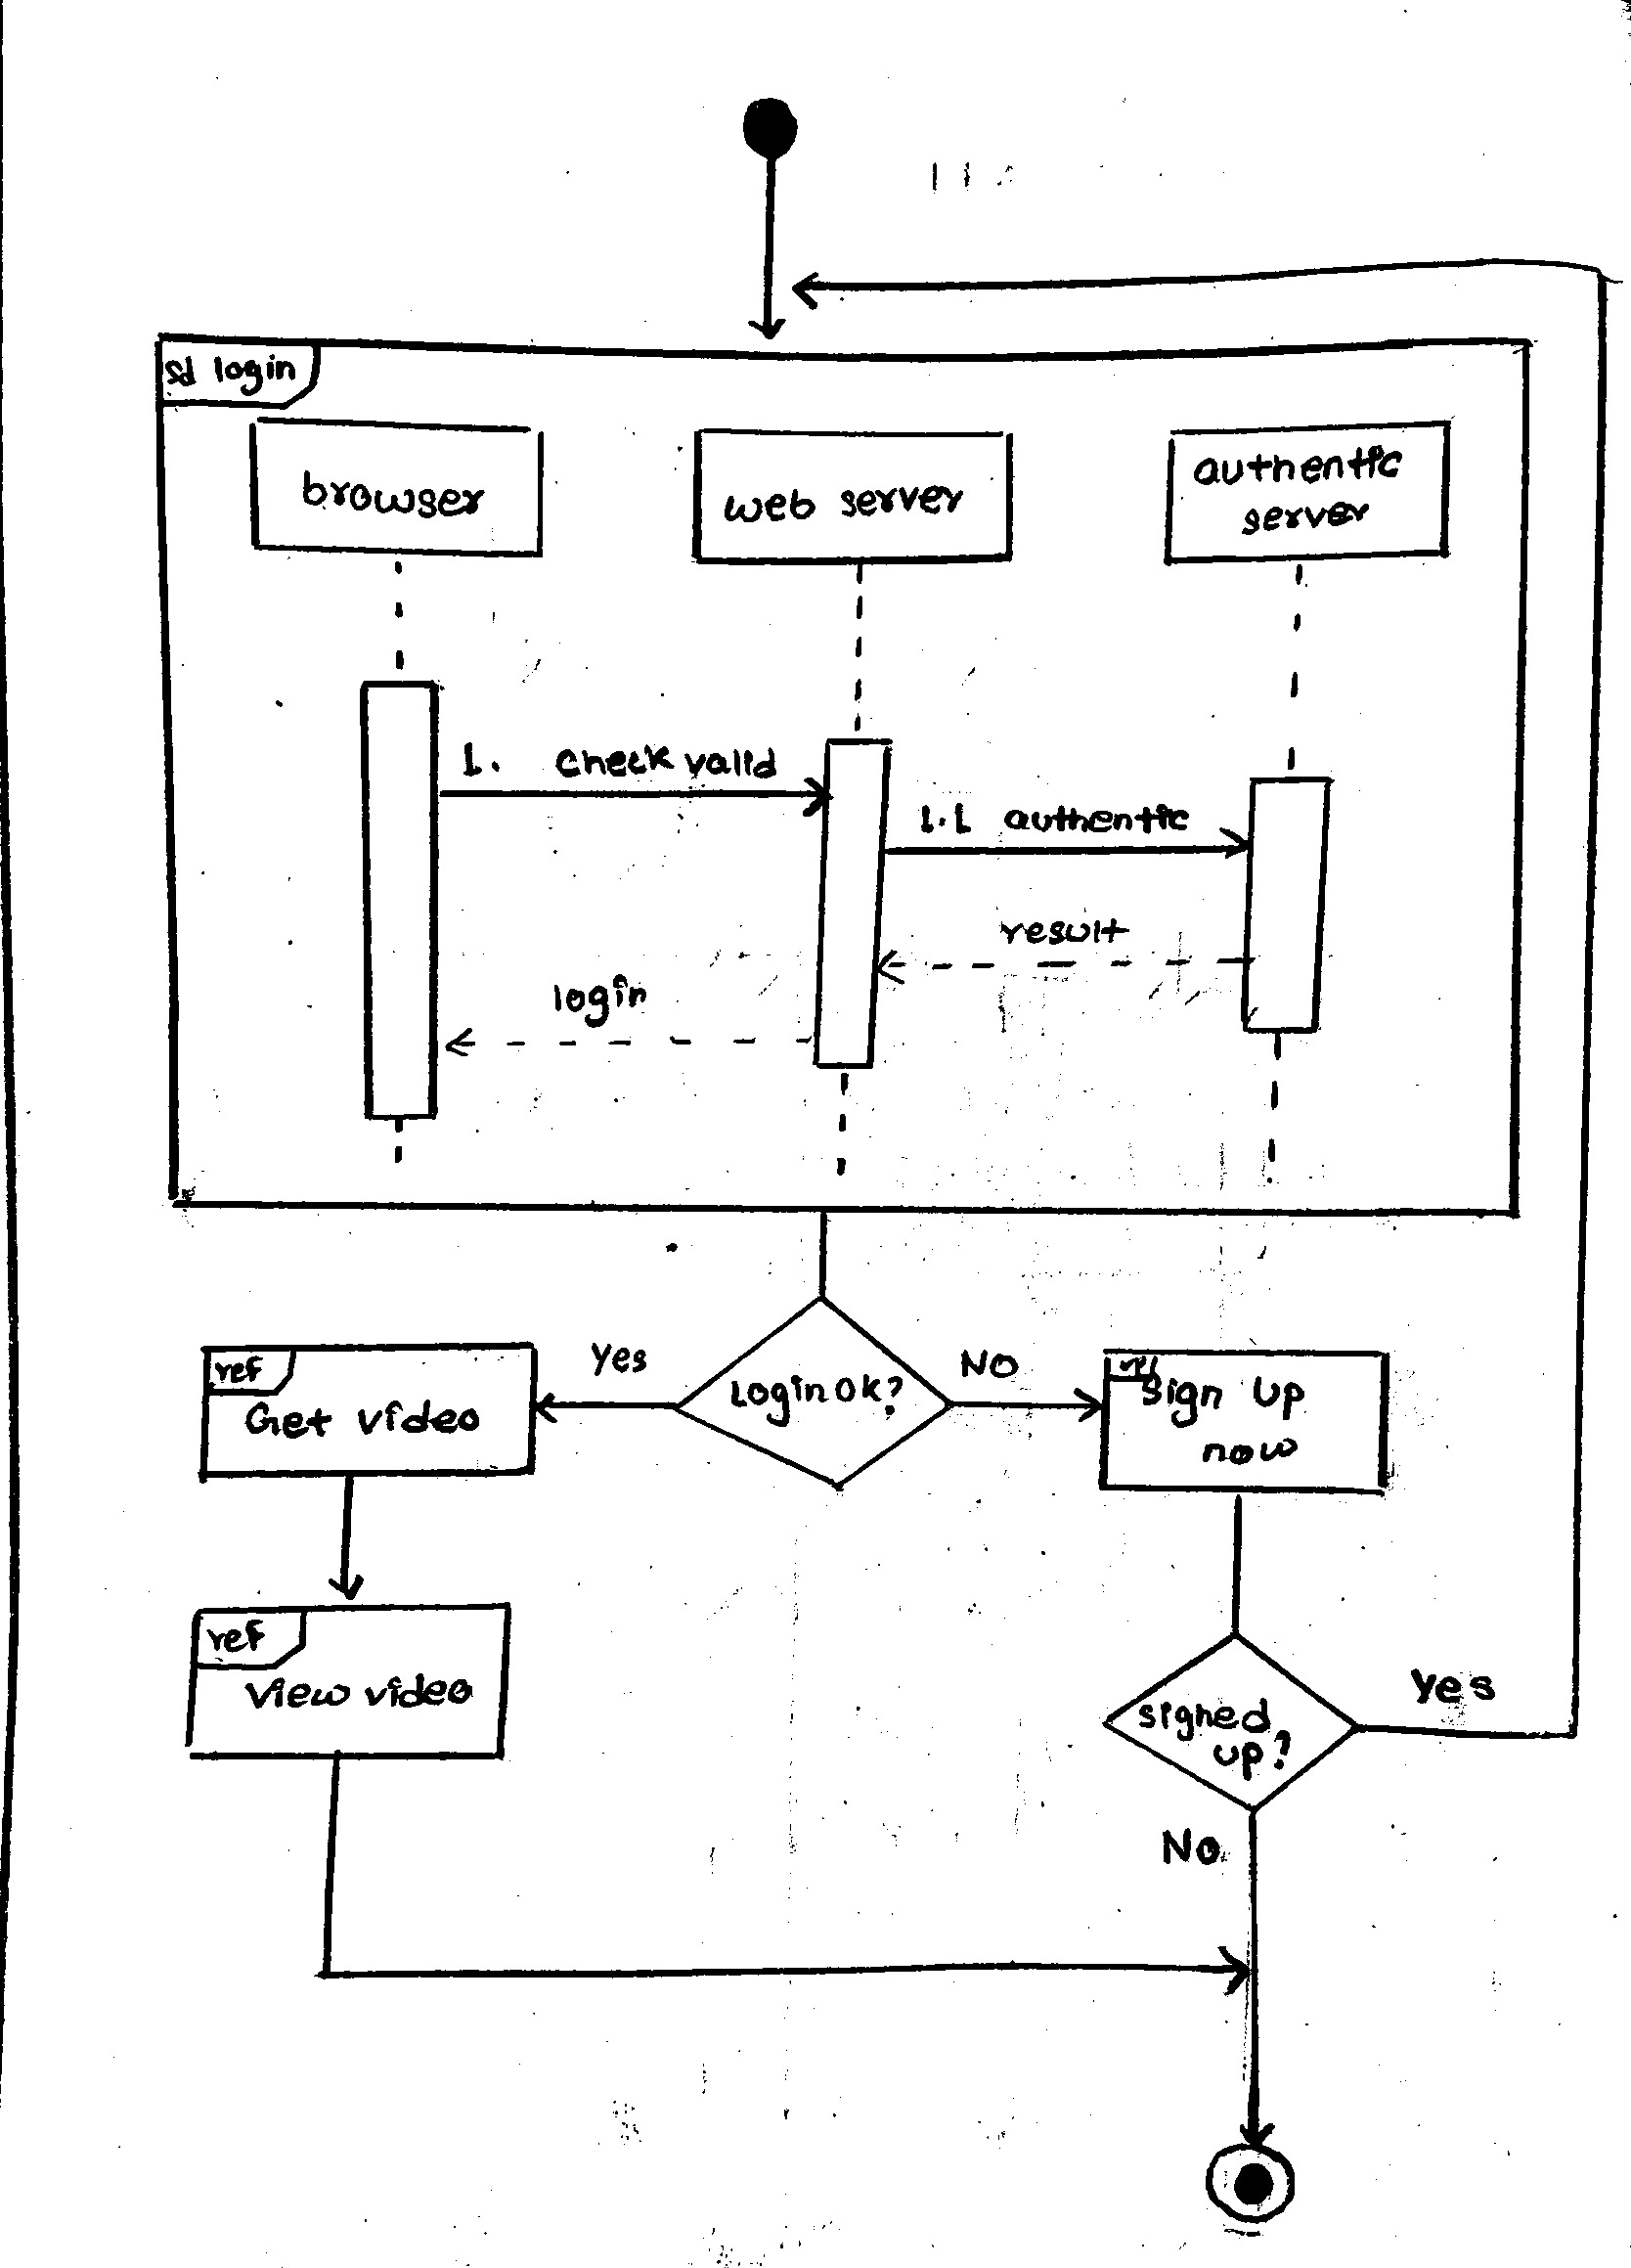 sd login
browser
web server
authentic
server
1. check valid
1.1 authentic
login
result
Login ok?
Yes
NO
ref
Get video
ref
Sign up
now
ref
View video
signed
up?
No
Yes